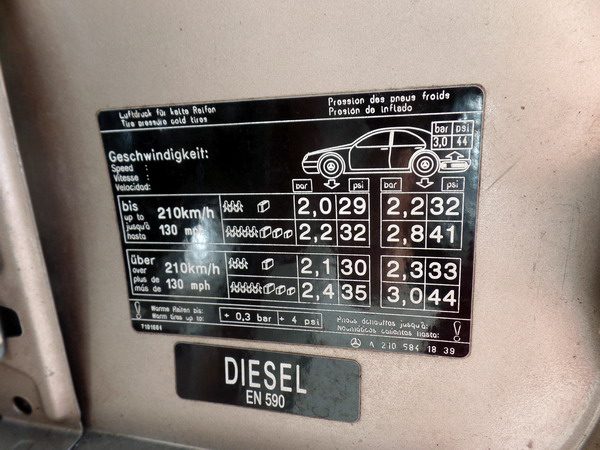 Luftdruck für kalte Reifen
Tire pressure cold tires
Pression des pneus froids
Presión de inflado
bar psi
3,0 44
Geschwindigkeit:
Speed :
Vitesse :
Velocidad:
bar psi bar psi
bis
up to
jusqu'à
hasta
210km/h
130 mph
2,0 29 2,2 32
2,2 32 2,8 41
über
over
plus de
más de
210km/h
130 mph
2,1 30 2,3 33
2,4 35 3,0 44
! Warme Reifen bis:
Warm tires up to:
+ 0,3 bar + 4 psi
Pneus chauffés jusqu'à:
Neumáticos calientes hasta: !
A 210 584 18 39
DIESEL
EN 590